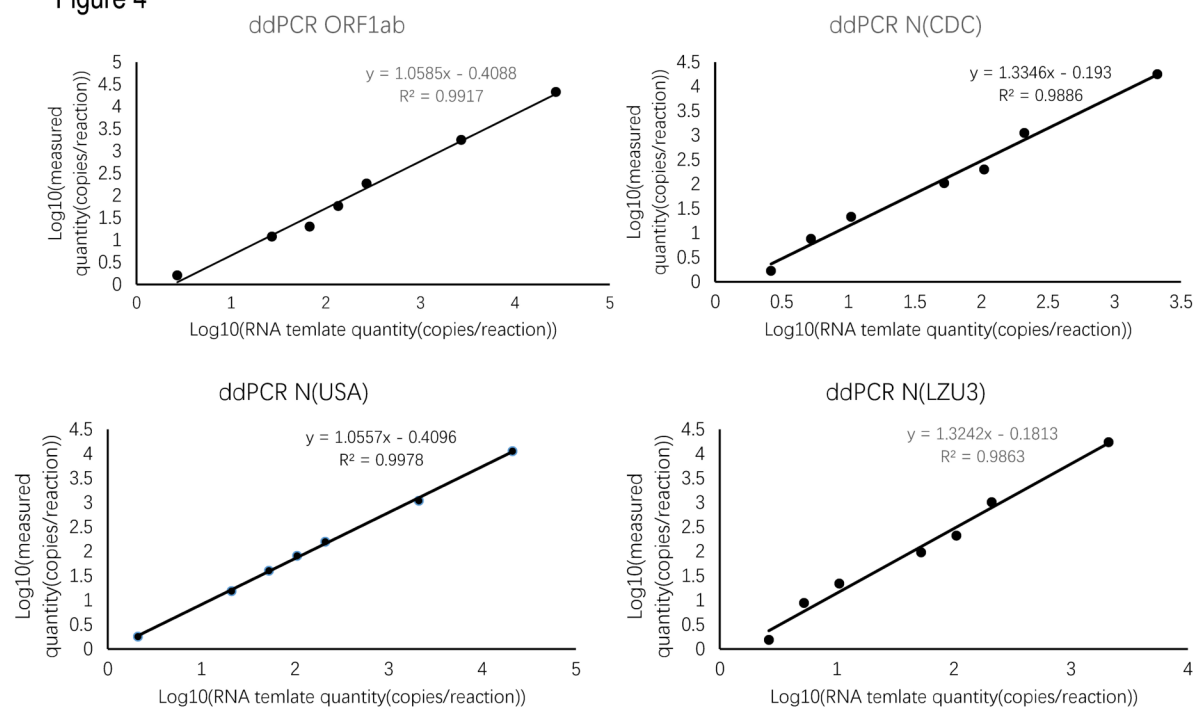 Figure 4
ddPCR ORF1ab
y = 1.0585x - 0.4088
R² = 0.9917
5
4.5
4
3.5
3
2.5
2
1.5
1
0.5
0
Log10(measured
quantity(copies/reaction))
0 1 2 3 4 5
Log10(RNA temlate quantity(copies/reaction))
ddPCR N(CDC)
y = 1.3346x - 0.193
R² = 0.9886
4.5
4
3.5
3
2.5
2
1.5
1
0.5
0
Log10(measured
quantity(copies/reaction))
0 0.5 1 1.5 2 2.5 3 3.5
Log10(RNA temlate quantity(copies/reaction))
ddPCR N(USA)
y = 1.0557x - 0.4096
R² = 0.9978
4.5
4
3.5
3
2.5
2
1.5
1
0.5
0
Log10(measured
quantity(copies/reaction))
0 1 2 3 4 5
Log10(RNA temlate quantity(copies/reaction))
ddPCR N(LZU3)
y = 1.3242x - 0.1813
R² = 0.9863
4.5
4
3.5
3
2.5
2
1.5
1
0.5
0
Log10(measured
quantity(copies/reaction))
0 1 2 3 4
Log10(RNA temlate quantity(copies/reaction))